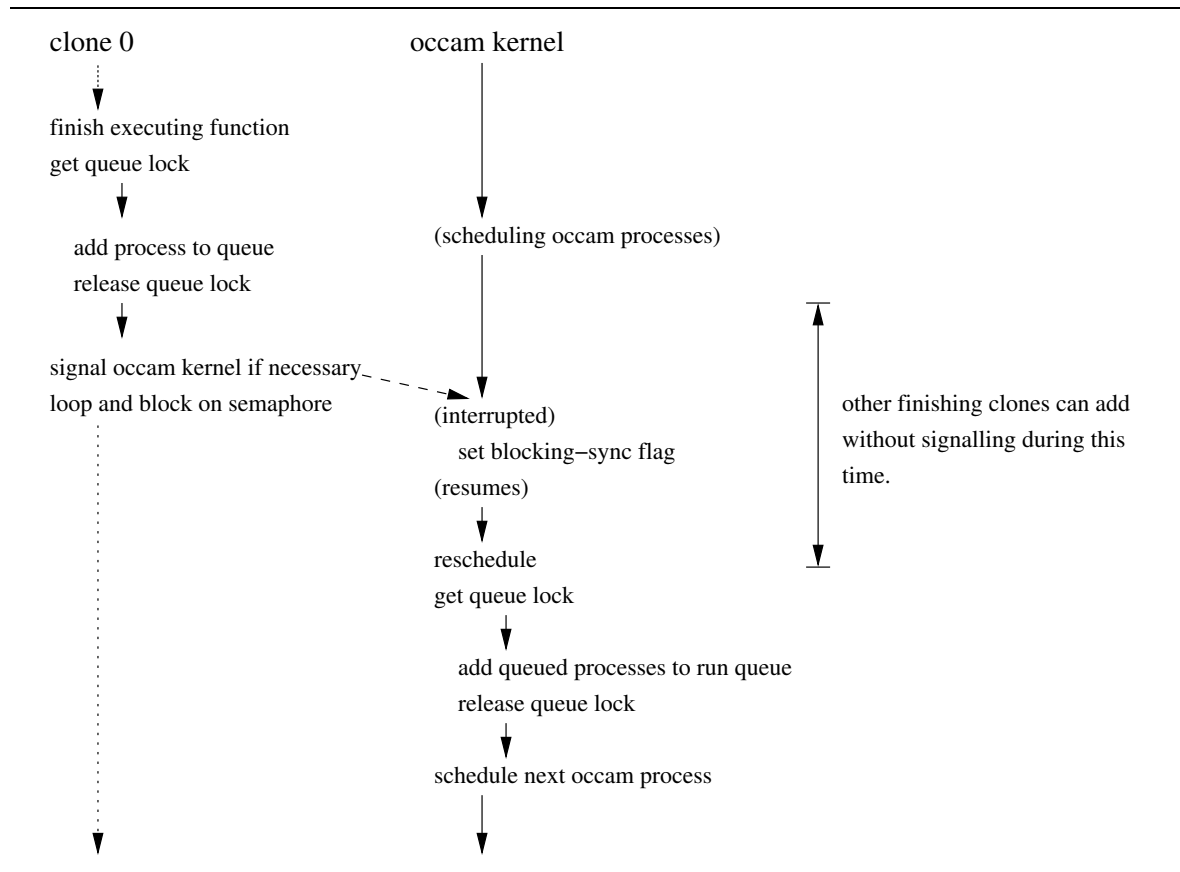 clone 0
finish executing function
get queue lock
add process to queue
release queue lock
signal occam kernel if necessary
loop and block on semaphore
occam kernel
(scheduling occam processes)
(interrupted)
set blocking−sync flag
(resumes)
reschedule
get queue lock
add queued processes to run queue
release queue lock
schedule next occam process
other finishing clones can add
without signalling during this
time.